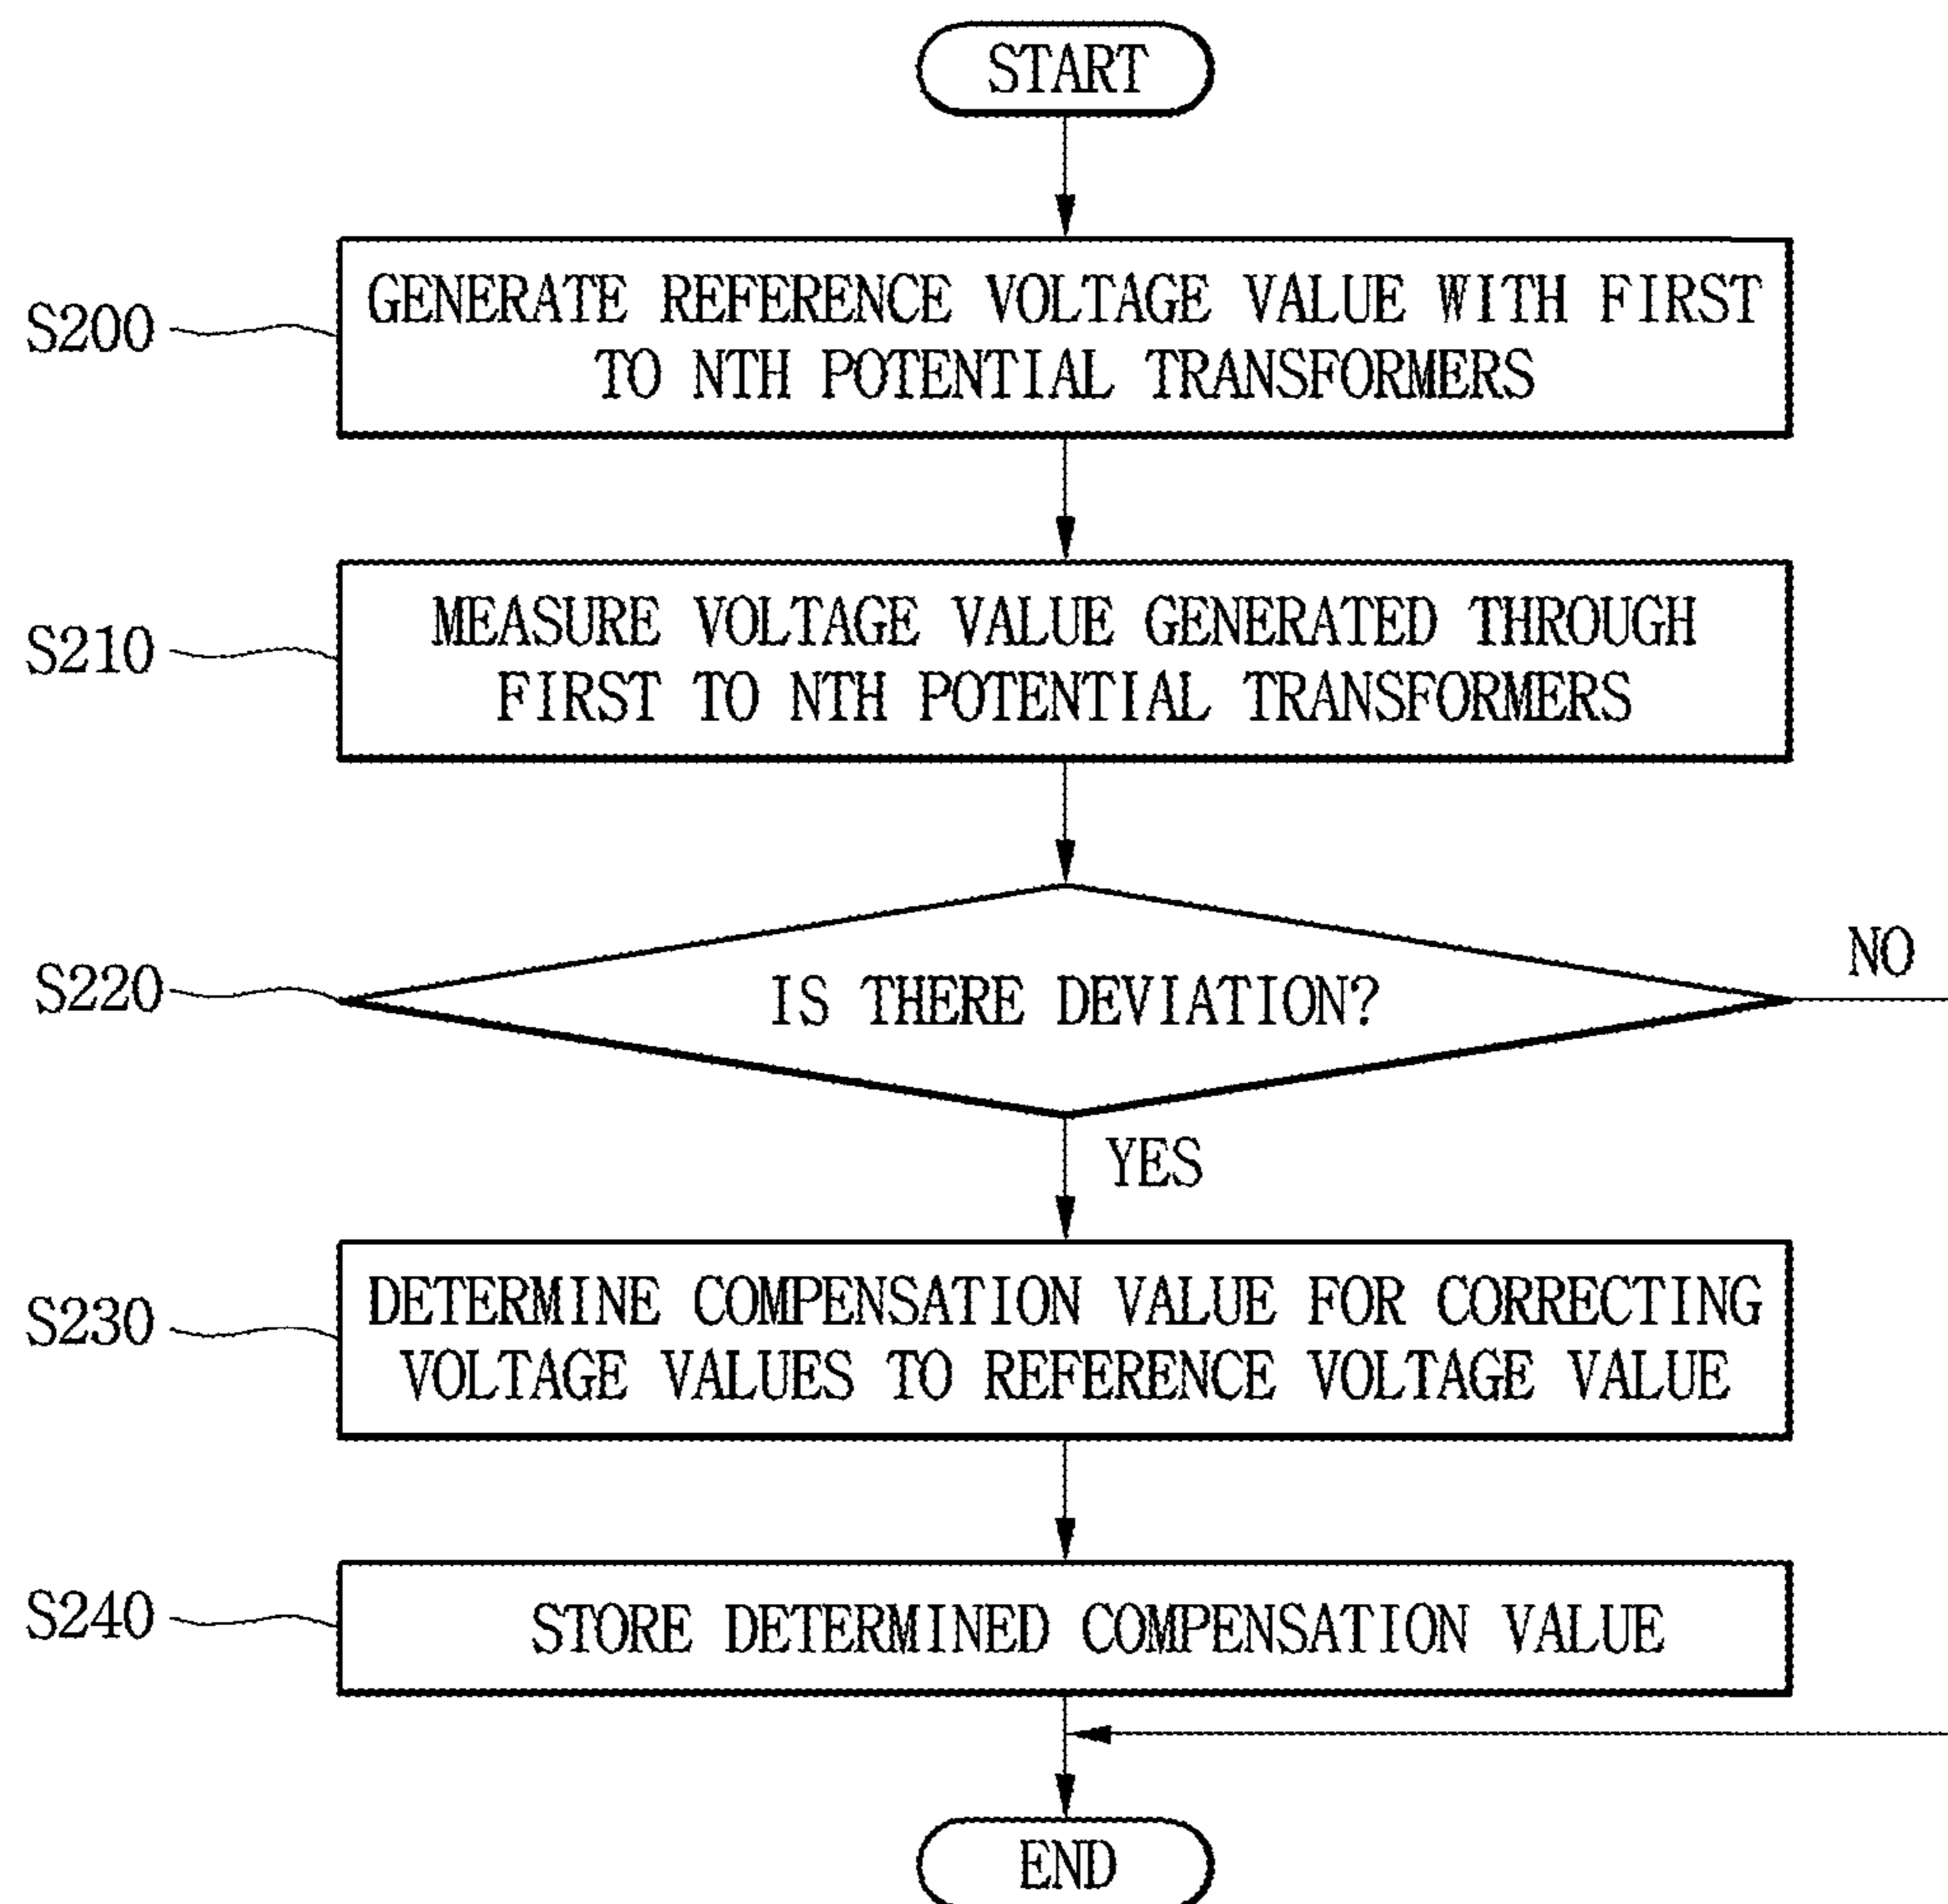 START
S200
GENERATE REFERENCE VOLTAGE VALUE WITH FIRST
TO NTH POTENTIAL TRANSFORMERS
S210
MEASURE VOLTAGE VALUE GENERATED THROUGH
FIRST TO NTH POTENTIAL TRANSFORMERS
S220
IS THERE DEVIATION?
NO
YES
S230
DETERMINE COMPENSATION VALUE FOR CORRECTING
VOLTAGE VALUES TO REFERENCE VOLTAGE VALUE
S240
STORE DETERMINED COMPENSATION VALUE
END